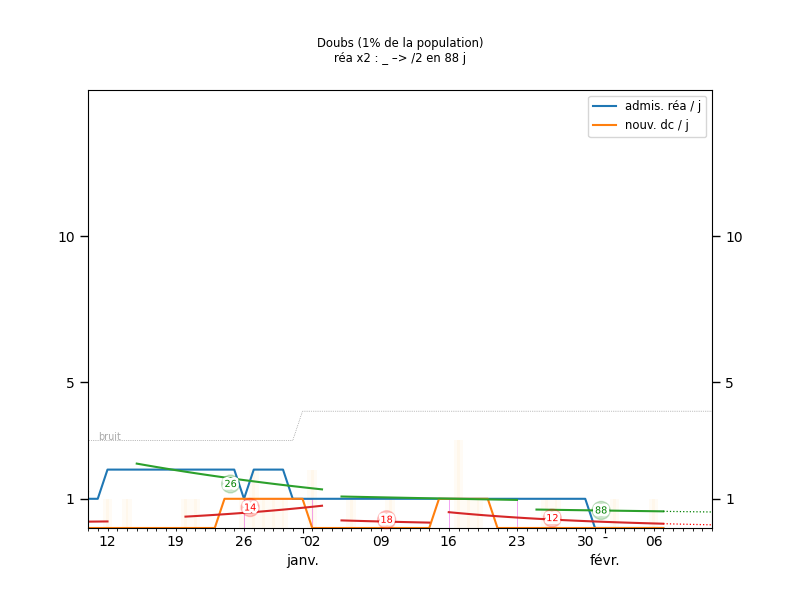 Doubs (1% de la population)
réa x2 : _ –> /2 en 88 j
admis. réa / j
nouv. dc / j
10 10
5 5
bruit
26
14
18
12
88
1 1
12 19 26 02 09 16 23 30 06
janv. févr.